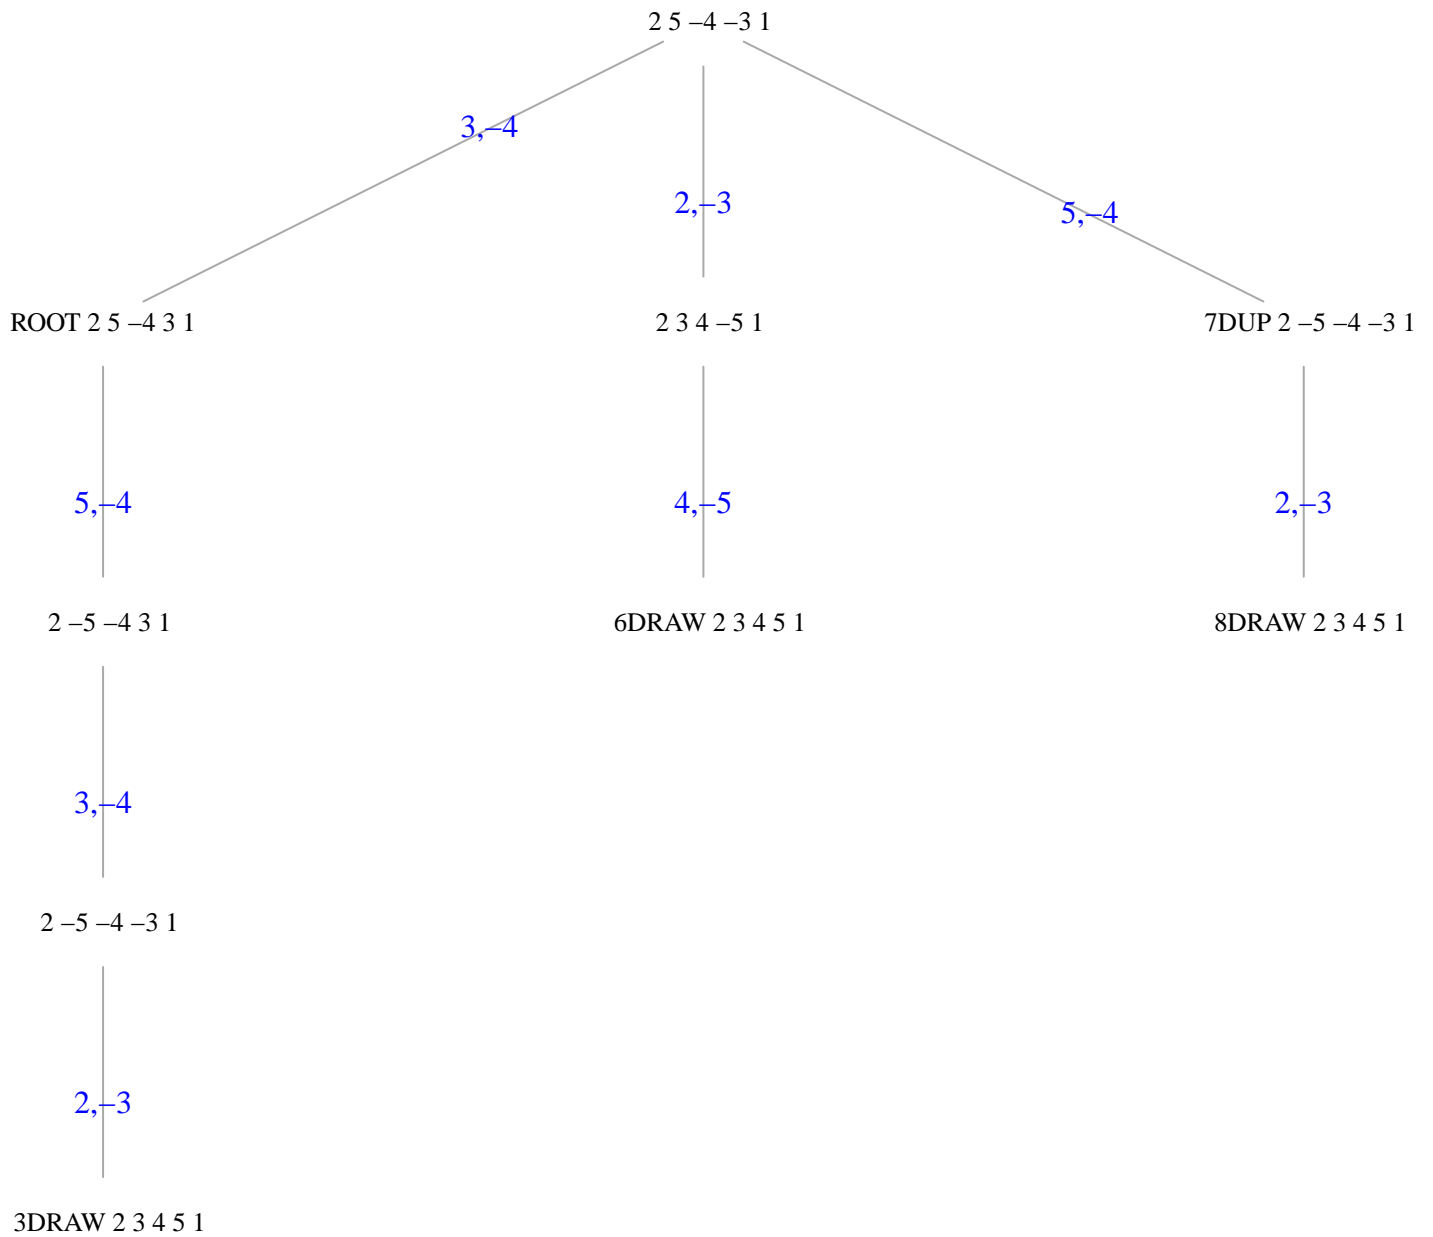 2 5 –4 –3 1
3,–4
2,–3
5,–4
ROOT 2 5 –4 3 1
2 3 4 –5 1
7DUP 2 –5 –4 –3 1
5,–4
4,–5
2,–3
2 –5 –4 3 1
6DRAW 2 3 4 5 1
8DRAW 2 3 4 5 1
3,–4
2 –5 –4 –3 1
2,–3
3DRAW 2 3 4 5 1